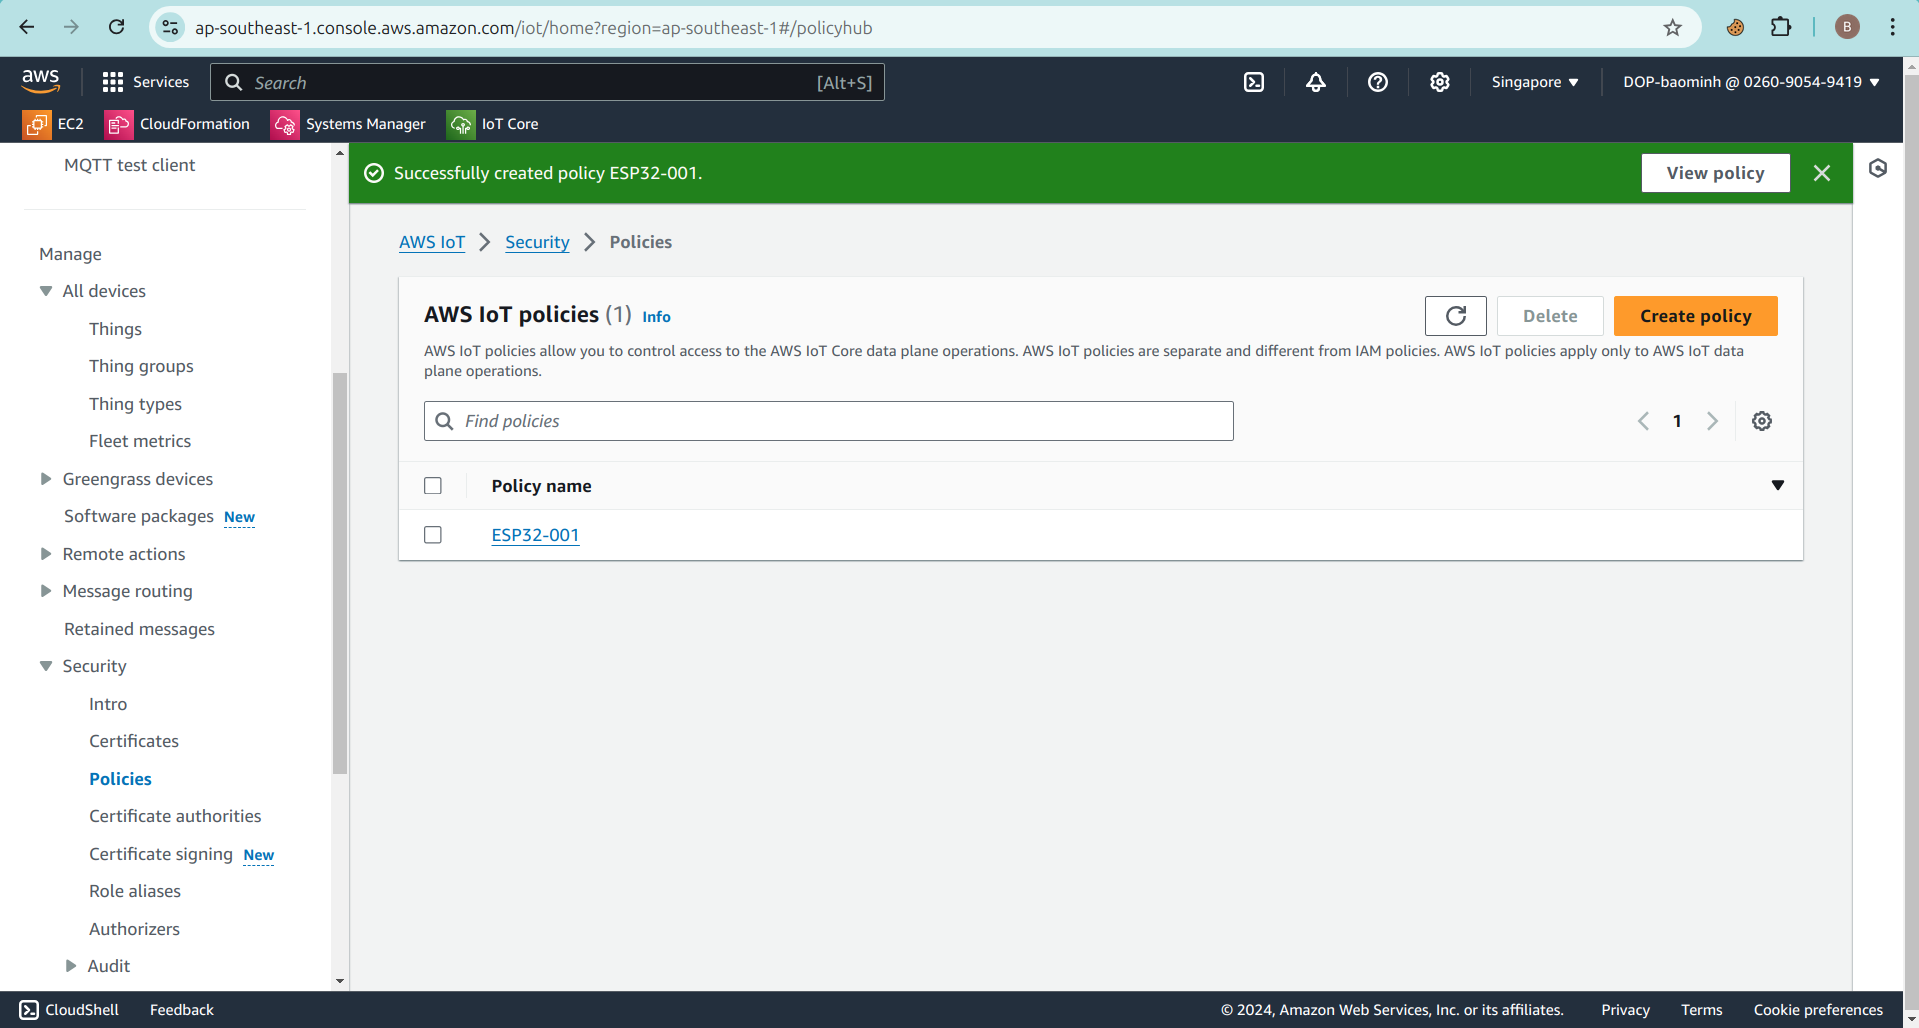 ap-southeast-1.console.aws.amazon.com/iot/home?region=ap-southeast-1#/policyhub
B
aws
Services
Search
[Alt+S]
Singapore
DOP-baominh @ 0260-9054-9419
EC2
CloudFormation
Systems Manager
IoT Core
MQTT test client
Manage
All devices
Things
Thing groups
Thing types
Fleet metrics
Greengrass devices
Software packages New
Remote actions
Message routing
Retained messages
Security
Intro
Certificates
Policies
Certificate authorities
Certificate signing New
Role aliases
Authorizers
Audit
Successfully created policy ESP32-001.
View policy
AWS IoT
Security
Policies
AWS IoT policies (1) Info
Delete
Create policy
AWS IoT policies allow you to control access to the AWS IoT Core data plane operations. AWS IoT policies are separate and different from IAM policies. AWS IoT policies apply only to AWS IoT data
plane operations.
Find policies
1
Policy name
ESP32-001
CloudShell
Feedback
© 2024, Amazon Web Services, Inc. or its affiliates.
Privacy
Terms
Cookie preferences